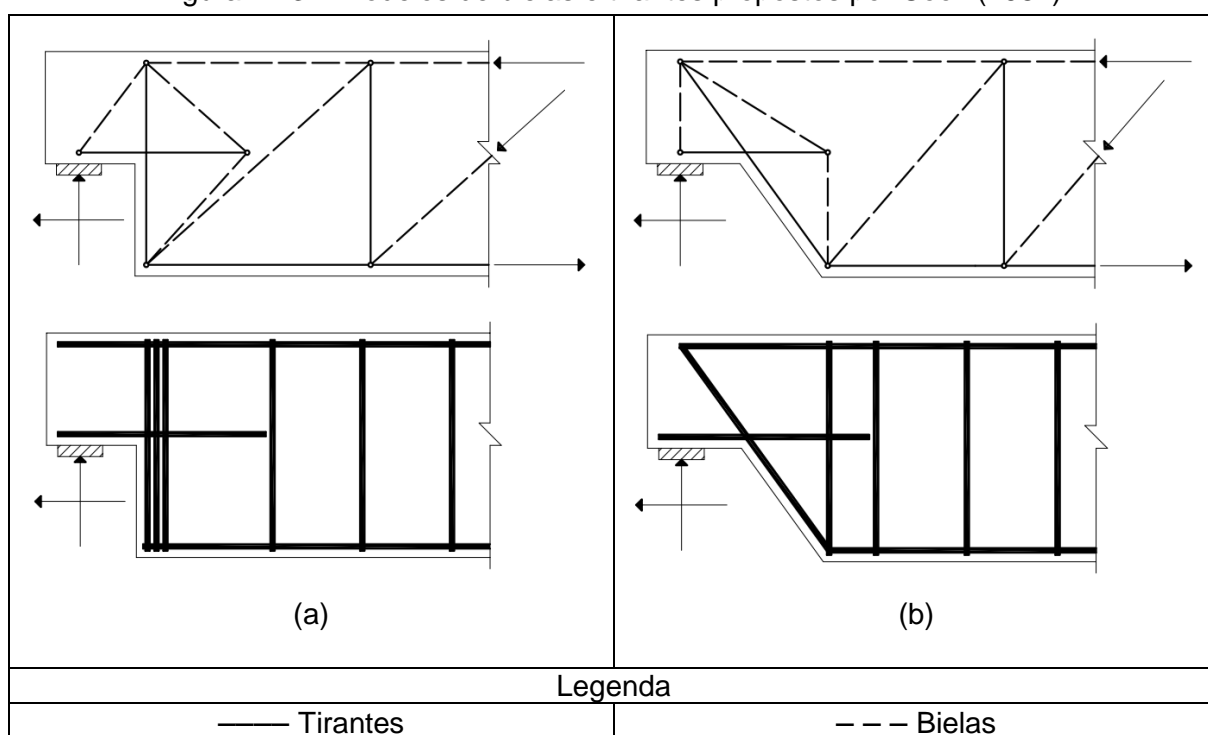 (a)
(b)
Legenda
——— Tirantes
– – – Bielas